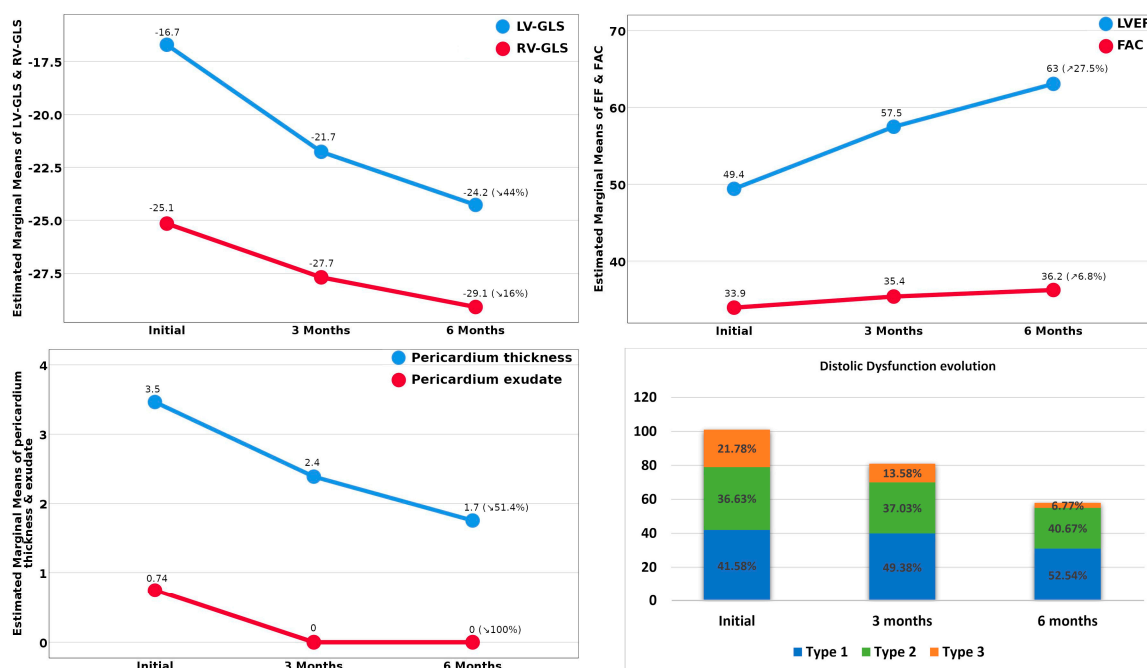 Estimated Marginal Means of LV-GLS & RV-GLS
LV-GLS
RV-GLS
-17.5
-20.0
-22.5
-25.0
-27.5
-16.7
-21.7
-24.2 (↘44%)
-25.1
-27.7
-29.1 (↘16%)
Initial
3 Months
6 Months
Estimated Marginal Means of EF & FAC
LVEF
FAC
70
60
50
40
49.4
57.5
63 (↗27.5%)
33.9
35.4
36.2 (↗6.8%)
Initial
3 Months
6 Months
Estimated Marginal Means of pericardium
thickness & exudate
Pericardium thickness
Pericardium exudate
4
3
2
1
0
3.5
2.4
1.7 (↘51.4%)
0.74
0
0 (↘100%)
Initial
3 Months
6 Months
Distolic Dysfunction evolution
120
100
80
60
40
20
0
21.78%
36.63%
41.58%
13.58%
37.03%
49.38%
6.77%
40.67%
52.54%
Initial
3 months
6 months
Type 1
Type 2
Type 3